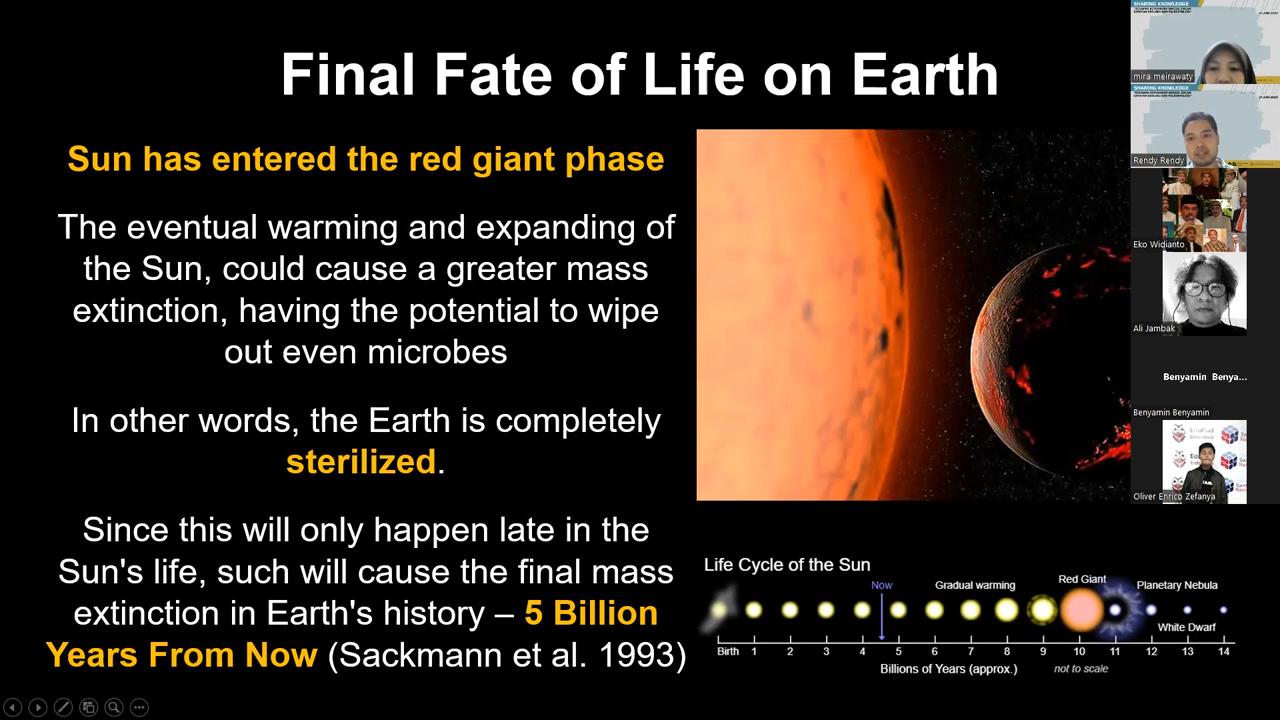 Final Fate of Life on Earth
Sun has entered the red giant phase
The eventual warming and expanding of
the Sun, could cause a greater mass
extinction, having the potential to wipe
out even microbes
In other words, the Earth is completely
sterilized.
Since this will only happen late in the
Sun's life, such will cause the final mass
extinction in Earth's history – 5 Billion
Years From Now (Sackmann et al. 1993)
Life Cycle of the Sun
Now
Gradual warming
Red Giant
Planetary Nebula
White Dwarf
Birth 1 2 3 4 5 6 7 8 9 10 11 12 13 14
Billions of Years (approx.)
not to scale
SHARING KNOWLEDGE
mira meirawaty
SHARING KNOWLEDGE
Rendy Rendy
Eko Widianto
Ali Jambak
Benyamin Benya...
Benyamin Benyamin
Oliver Enrico Zefanya